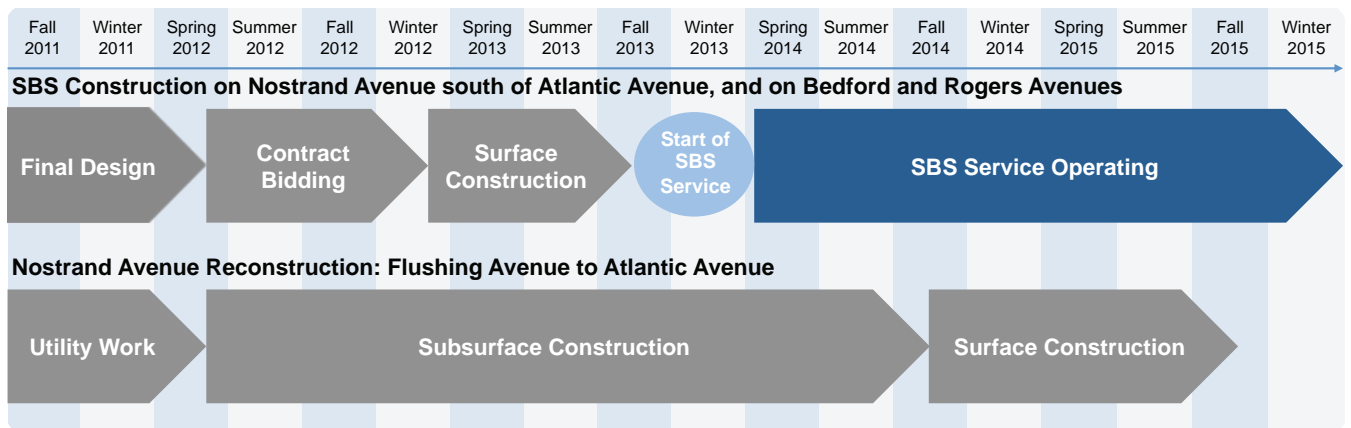 Fall Winter Spring Summer Fall Winter Spring Summer Fall Winter Spring Summer Fall Winter Spring Summer Fall Winter
2011 2011 2012 2012 2012 2012 2013 2013 2013 2013 2014 2014 2014 2014 2015 2015 2015 2015
SBS Construction on Nostrand Avenue south of Atlantic Avenue, and on Bedford and Rogers Avenues
Final Design
Contract
Bidding
Surface
Construction
Start of
SBS
Service
SBS Service Operating
Nostrand Avenue Reconstruction: Flushing Avenue to Atlantic Avenue
Utility Work
Subsurface Construction
Surface Construction